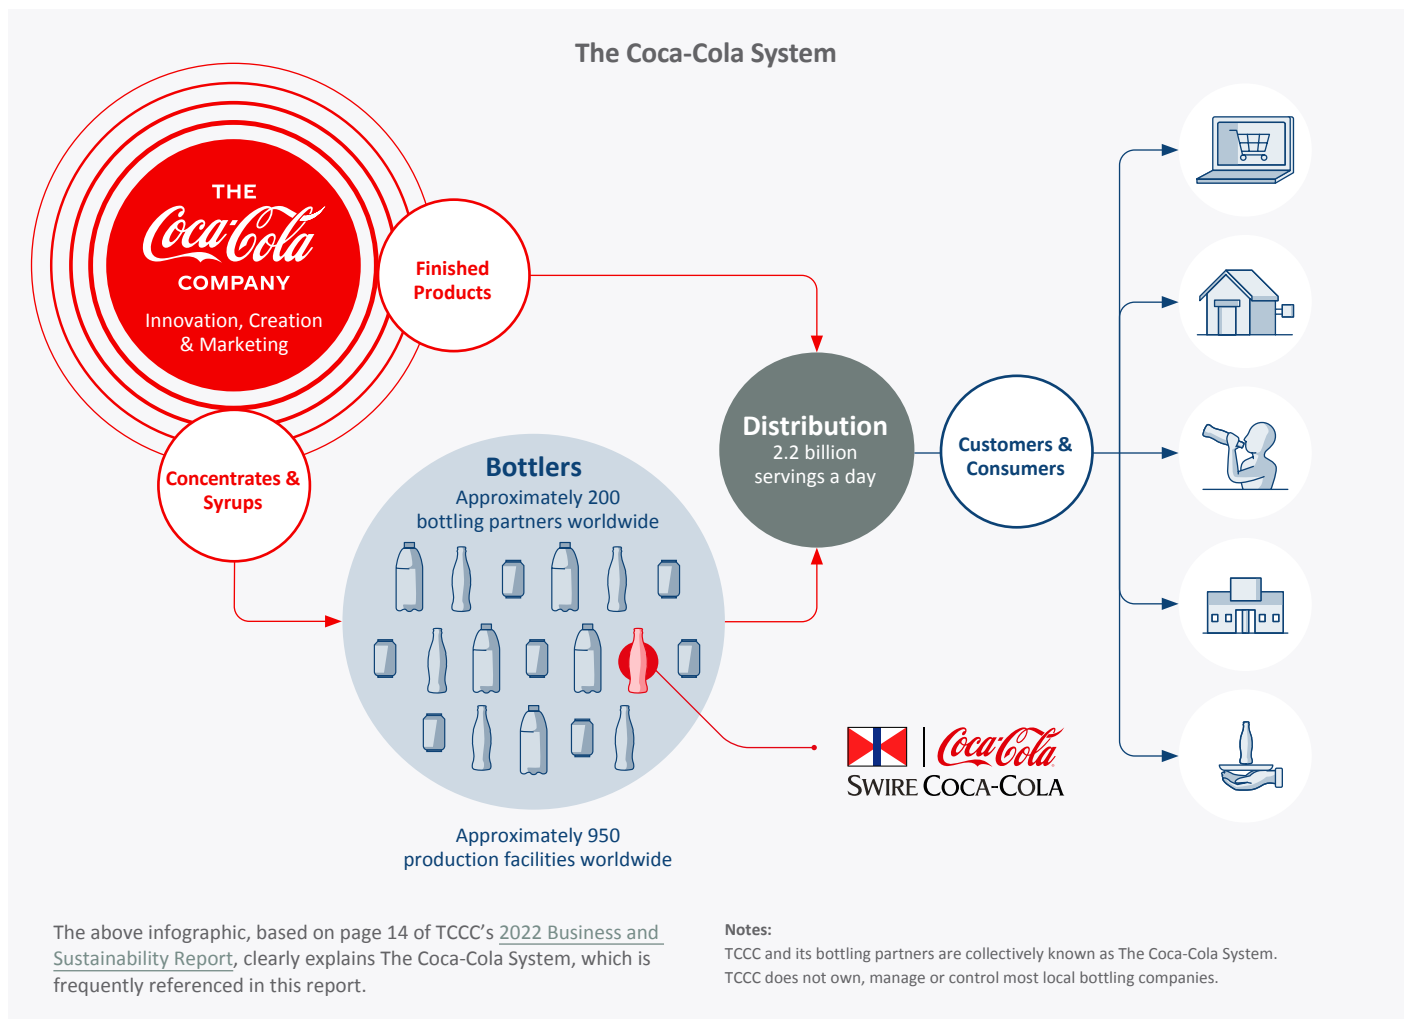 The Coca-Cola System
THE
Coca-Cola
COMPANY
Innovation, Creation
& Marketing
Finished
Products
Concentrates &
Syrups
Bottlers
Approximately 200
bottling partners worldwide
Approximately 950
production facilities worldwide
Distribution
2.2 billion
servings a day
Customers &
Consumers
Coca-Cola
SWIRE COCA-COLA
The above infographic, based on page 14 of TCCC’s 2022 Business and
Sustainability Report, clearly explains The Coca-Cola System, which is
frequently referenced in this report.
Notes:
TCCC and its bottling partners are collectively known as The Coca-Cola System.
TCCC does not own, manage or control most local bottling companies.